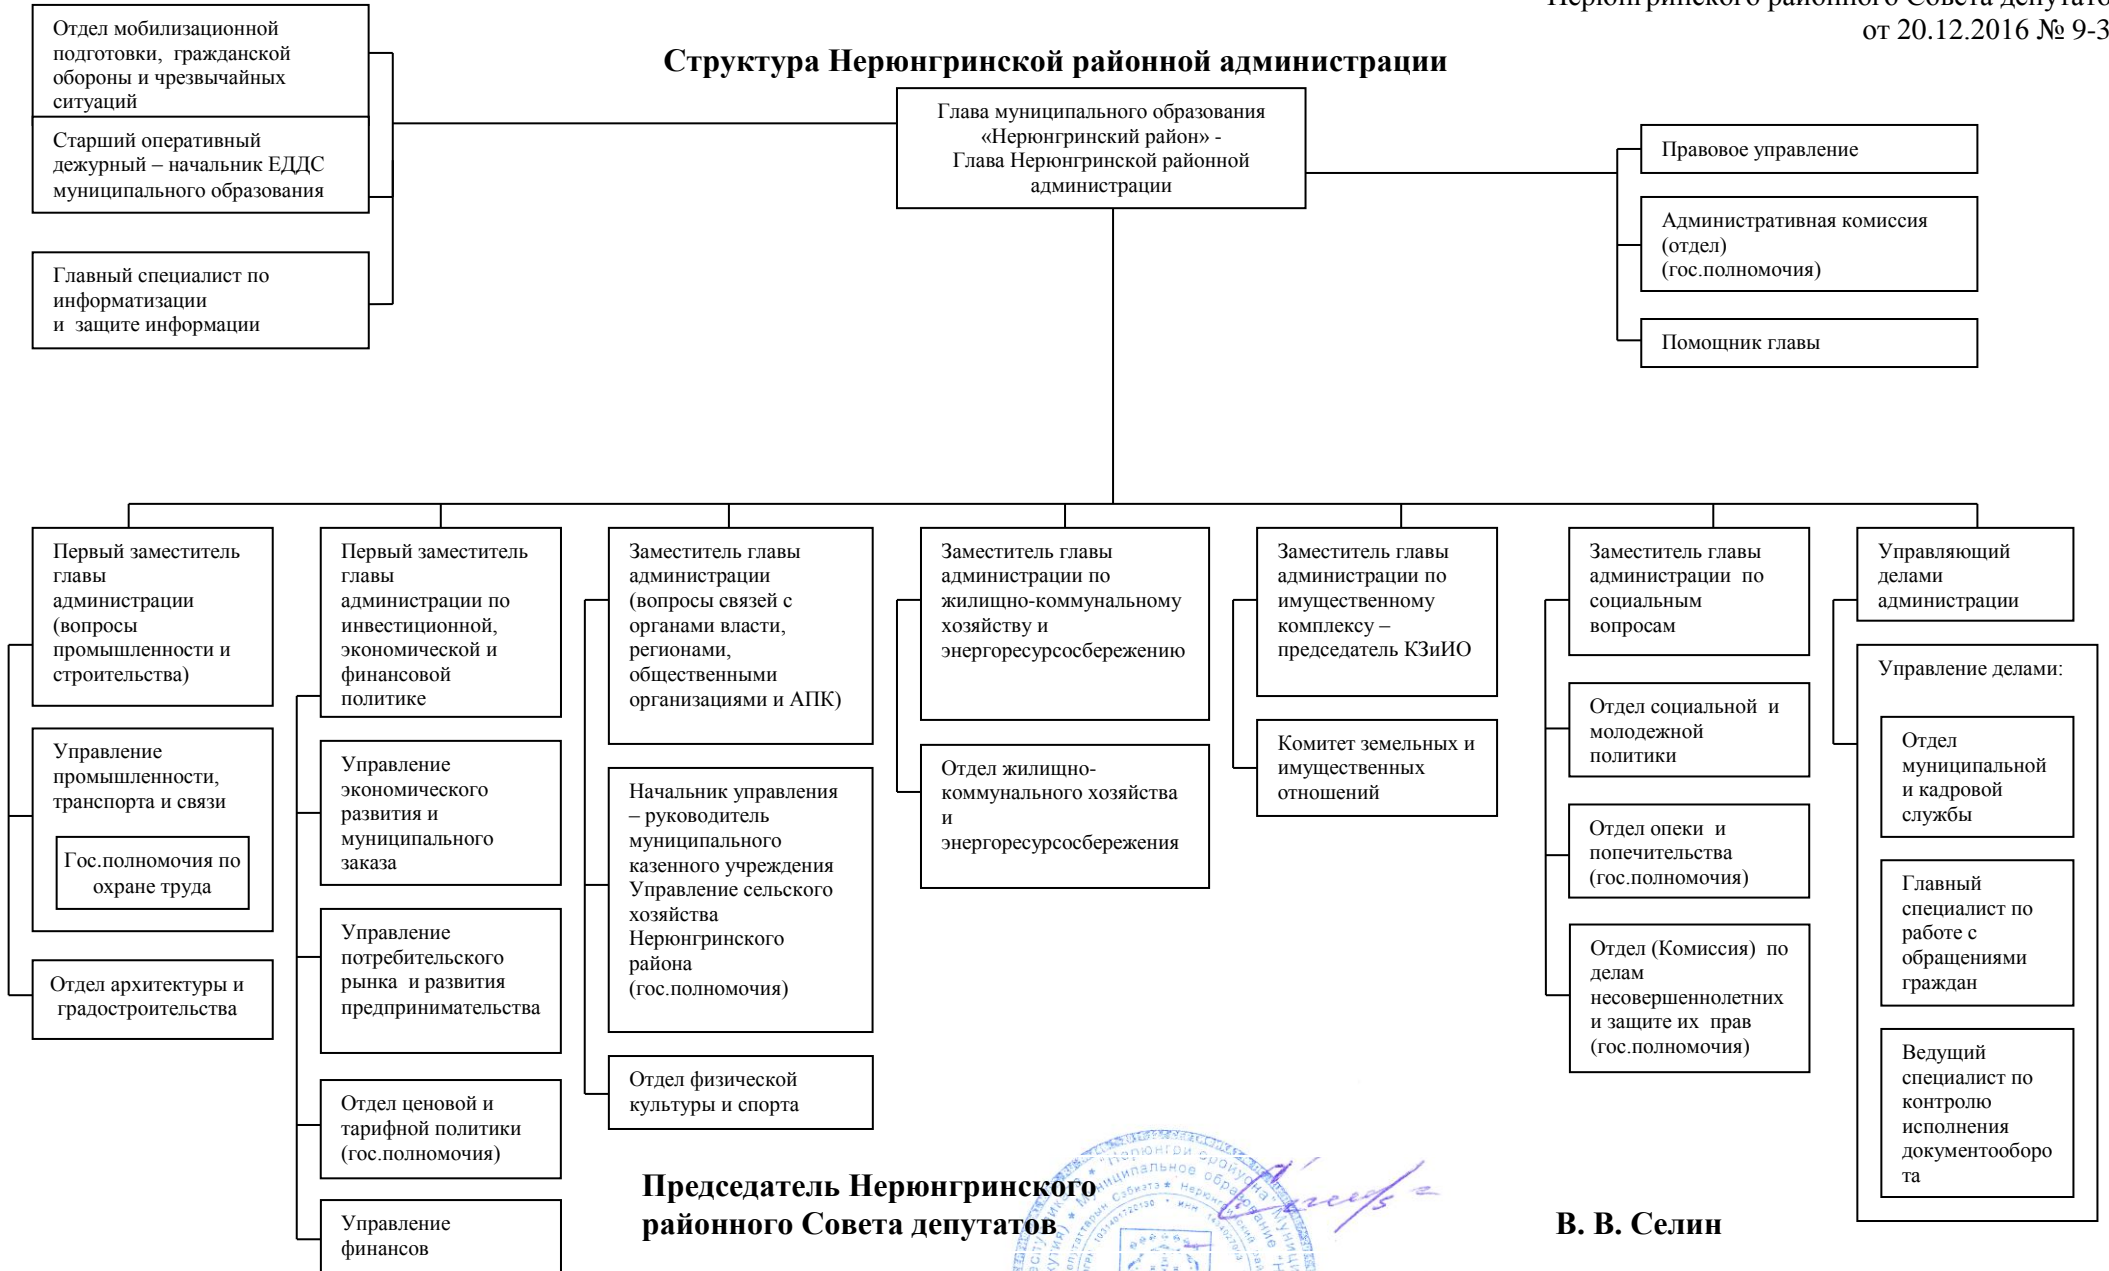 Нерюнгринского районного Совета депутато
от 20.12.2016 № 9-3
Структура Нерюнгринской районной администрации
Отдел мобилизационной
подготовки, гражданской
обороны и чрезвычайных
ситуаций
Старший оперативный
дежурный – начальник ЕДДС
муниципального образования
Главный специалист по
информатизации
и защите информации
Глава муниципального образования
«Нерюнгринский район» -
Глава Нерюнгринской районной
администрации
Правовое управление
Административная комиссия
(отдел)
(гос.полномочия)
Помощник главы
Первый заместитель
главы
администрации
(вопросы
промышленности и
строительства)
Управление
промышленности,
транспорта и связи
Гос.полномочия по
охране труда
Отдел архитектуры и
градостроительства
Первый заместитель
главы
администрации по
инвестиционной,
экономической и
финансовой
политике
Управление
экономического
развития и
муниципального
заказа
Управление
потребительского
рынка и развития
предпринимательства
Отдел ценовой и
тарифной политики
(гос.полномочия)
Управление
финансов
Заместитель главы
администрации
(вопросы связей с
органами власти,
регионами,
общественными
организациями и АПК)
Начальник управления
– руководитель
муниципального
казенного учреждения
Управление сельского
хозяйства
Нерюнгринского
района
(гос.полномочия)
Отдел физической
культуры и спорта
Заместитель главы
администрации по
жилищно-коммунальному
хозяйству и
энергоресурсосбережению
Отдел жилищно-
коммунального хозяйства
и
энергоресурсосбережения
Заместитель главы
администрации по
имущественному
комплексу –
председатель КЗиИО
Комитет земельных и
имущественных
отношений
Заместитель главы
администрации по
социальным
вопросам
Отдел социальной и
молодежной
политики
Отдел опеки и
попечительства
(гос.полномочия)
Отдел (Комиссия) по
делам
несовершеннолетних
и защите их прав
(гос.полномочия)
Управляющий
делами
администрации
Управление делами:
Отдел
муниципальной
и кадровой
службы
Главный
специалист по
работе с
обращениями
граждан
Ведущий
специалист по
контролю
исполнения
документооборо
та
Председатель Нерюнгринского
районного Совета депутатов
В. В. Селин